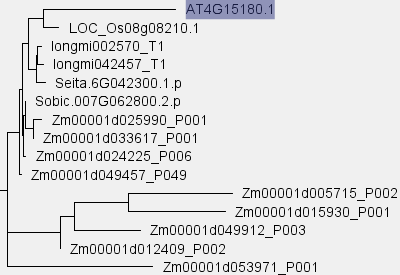 AT4G15180.1
LOC_Os08g08210.1
longmi002570_T1
longmi042457_T1
Seita.6G042300.1.p
Sobic.007G062800.2.p
Zm00001d025990_P001
Zm00001d033617_P001
Zm00001d024225_P006
Zm00001d049457_P049
Zm00001d005715_P002
Zm00001d015930_P001
Zm00001d049912_P003
Zm00001d012409_P002
Zm00001d053971_P001